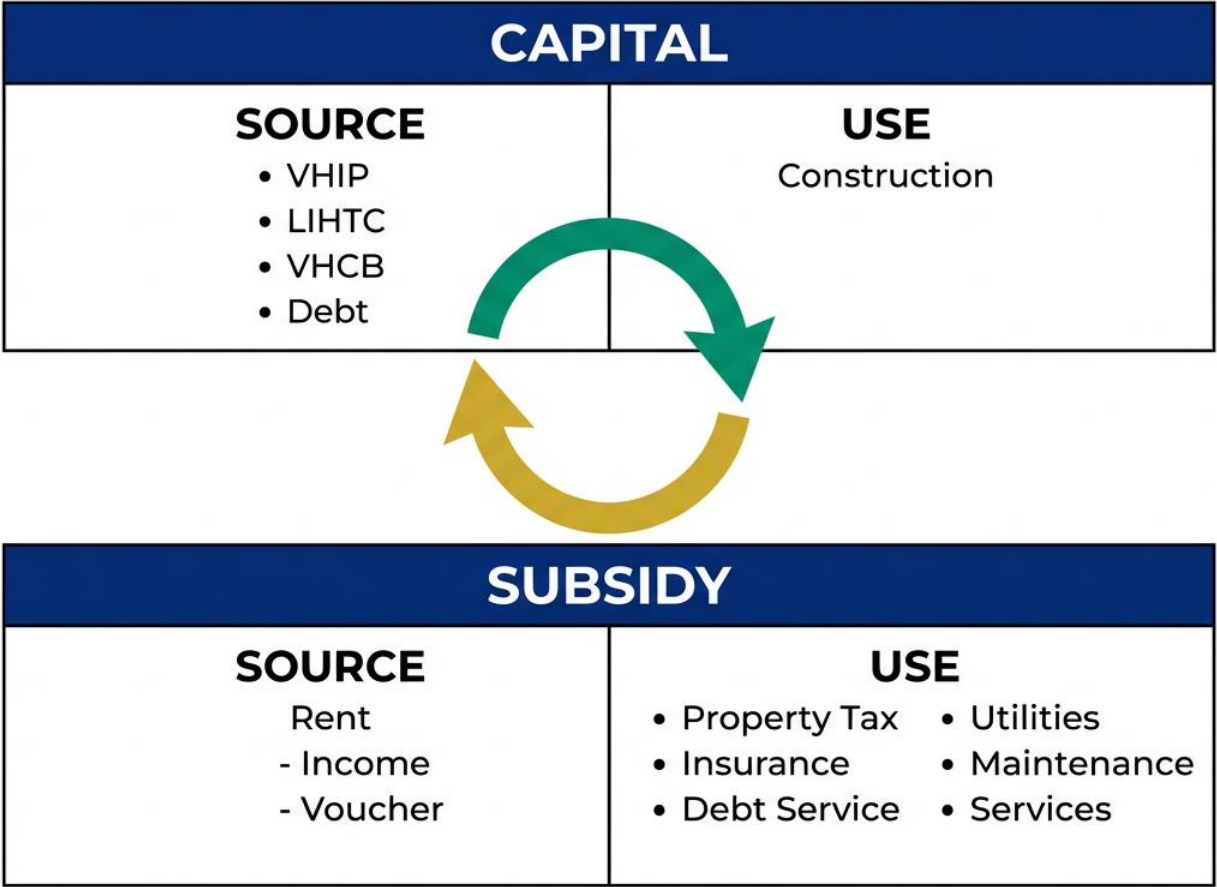 CAPITAL
SOURCE
• VHIP
• LIHTC
• VHCB
• Debt
USE
Construction
SUBSIDY
SOURCE
Rent
- Income
- Voucher
USE
• Property Tax
• Insurance
• Debt Service
• Utilities
• Maintenance
• Services